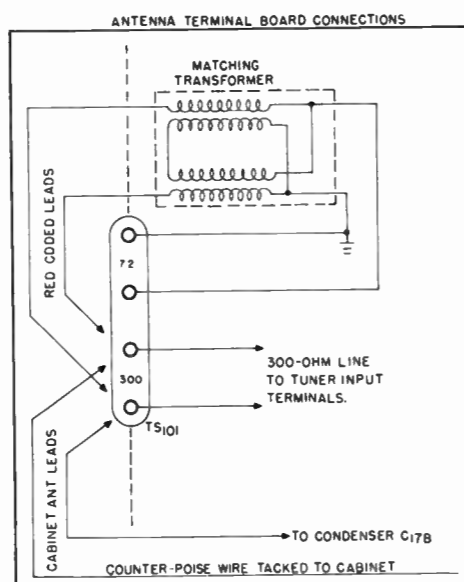 ANTENNA TERMINAL BOARD CONNECTIONS
MATCHING
TRANSFORMER
RED CODED LEADS
72
300
TS101
300-OHM LINE
TO TUNER INPUT
TERMINALS.
CABINET ANT LEADS
TO CONDENSER C17B
COUNTER-POISE WIRE TACKED TO CABINET